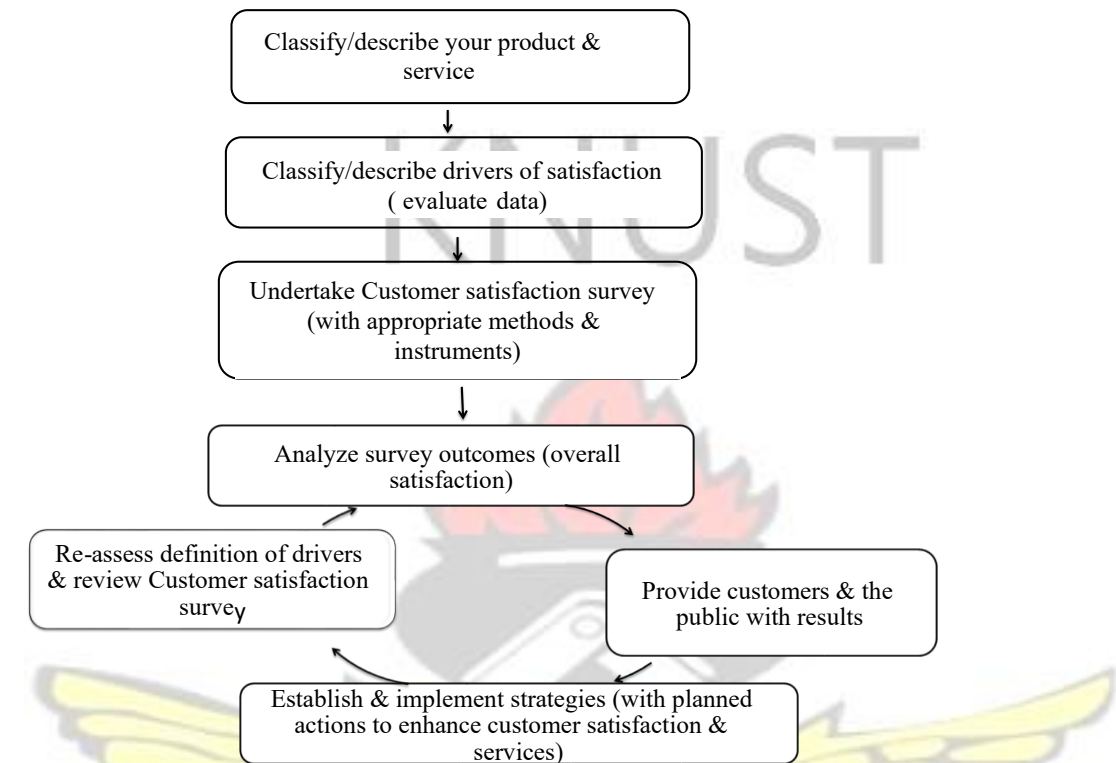 Classify/describe your product &
service
KNUST
Classify/describe drivers of satisfaction
( evaluate data)
Undertake Customer satisfaction survey
(with appropriate methods &
instruments)
Analyze survey outcomes (overall
satisfaction)
Re-assess definition of drivers
& review Customer satisfaction
survey
Provide customers & the
public with results
Establish & implement strategies (with planned
actions to enhance customer satisfaction &
services)